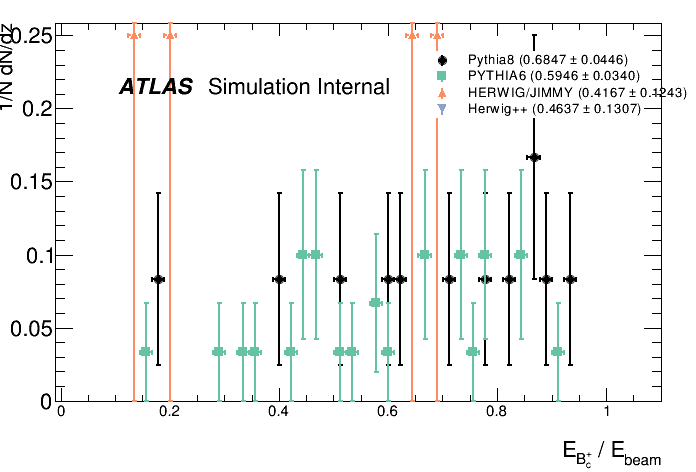 1/N dN/dz
0.25
0.2
0.15
0.1
0.05
0
Pythia8 (0.6847 ± 0.0446)
PYTHIA6 (0.5946 ± 0.0340)
HERWIG/JIMMY (0.4167 ± 0.1243)
Herwig++ (0.4637 ± 0.1307)
ATLAS Simulation Internal
0 0.2 0.4 0.6 0.8 1
E_{B_c^+} / E_{beam}